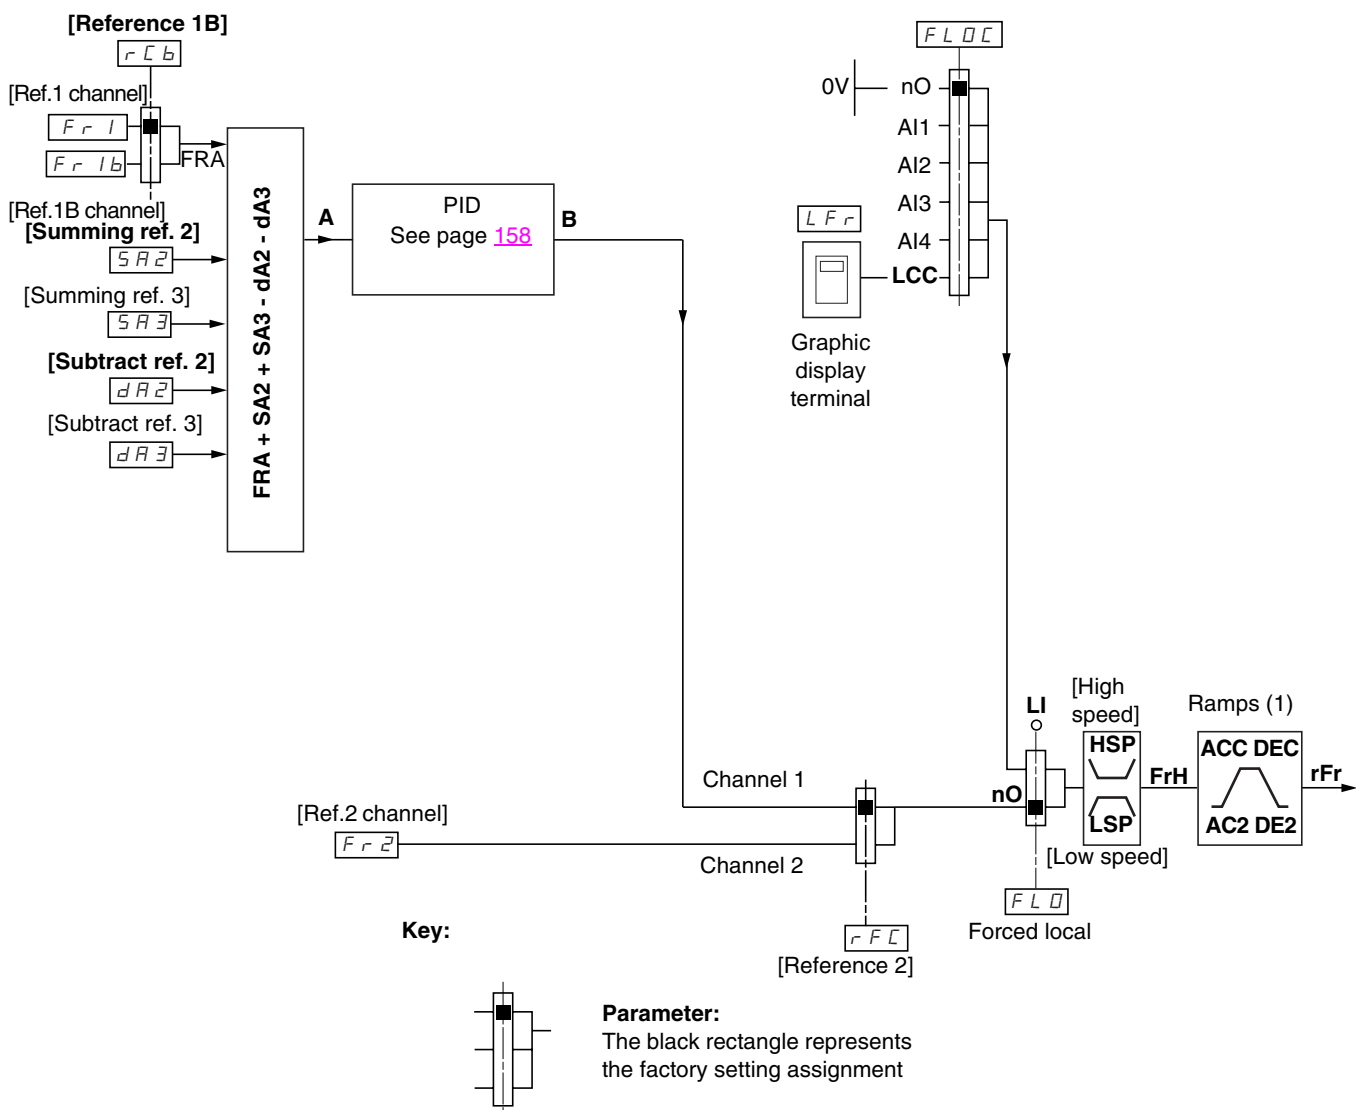 [Reference 1B]
rCb
[Ref.1 channel]
Fr1
Fr1b
FRA
[Ref.1B channel]
[Summing ref. 2]
SA2
[Summing ref. 3]
SA3
[Subtract ref. 2]
dA2
[Subtract ref. 3]
dA3
FRA + SA2 + SA3 - dA2 - dA3
A
PID
See page 158
B
FLOC
0V
nO
AI1
AI2
AI3
AI4
LCC
LFr
Graphic
display
terminal
Channel 1
[Ref.2 channel]
Fr2
Channel 2
rFC
[Reference 2]
nO
LI
FLO
Forced local
[High
speed]
HSP
LSP
[Low speed]
FrH
Ramps (1)
ACC DEC
AC2 DE2
rFr
Key:
Parameter:
The black rectangle represents
the factory setting assignment